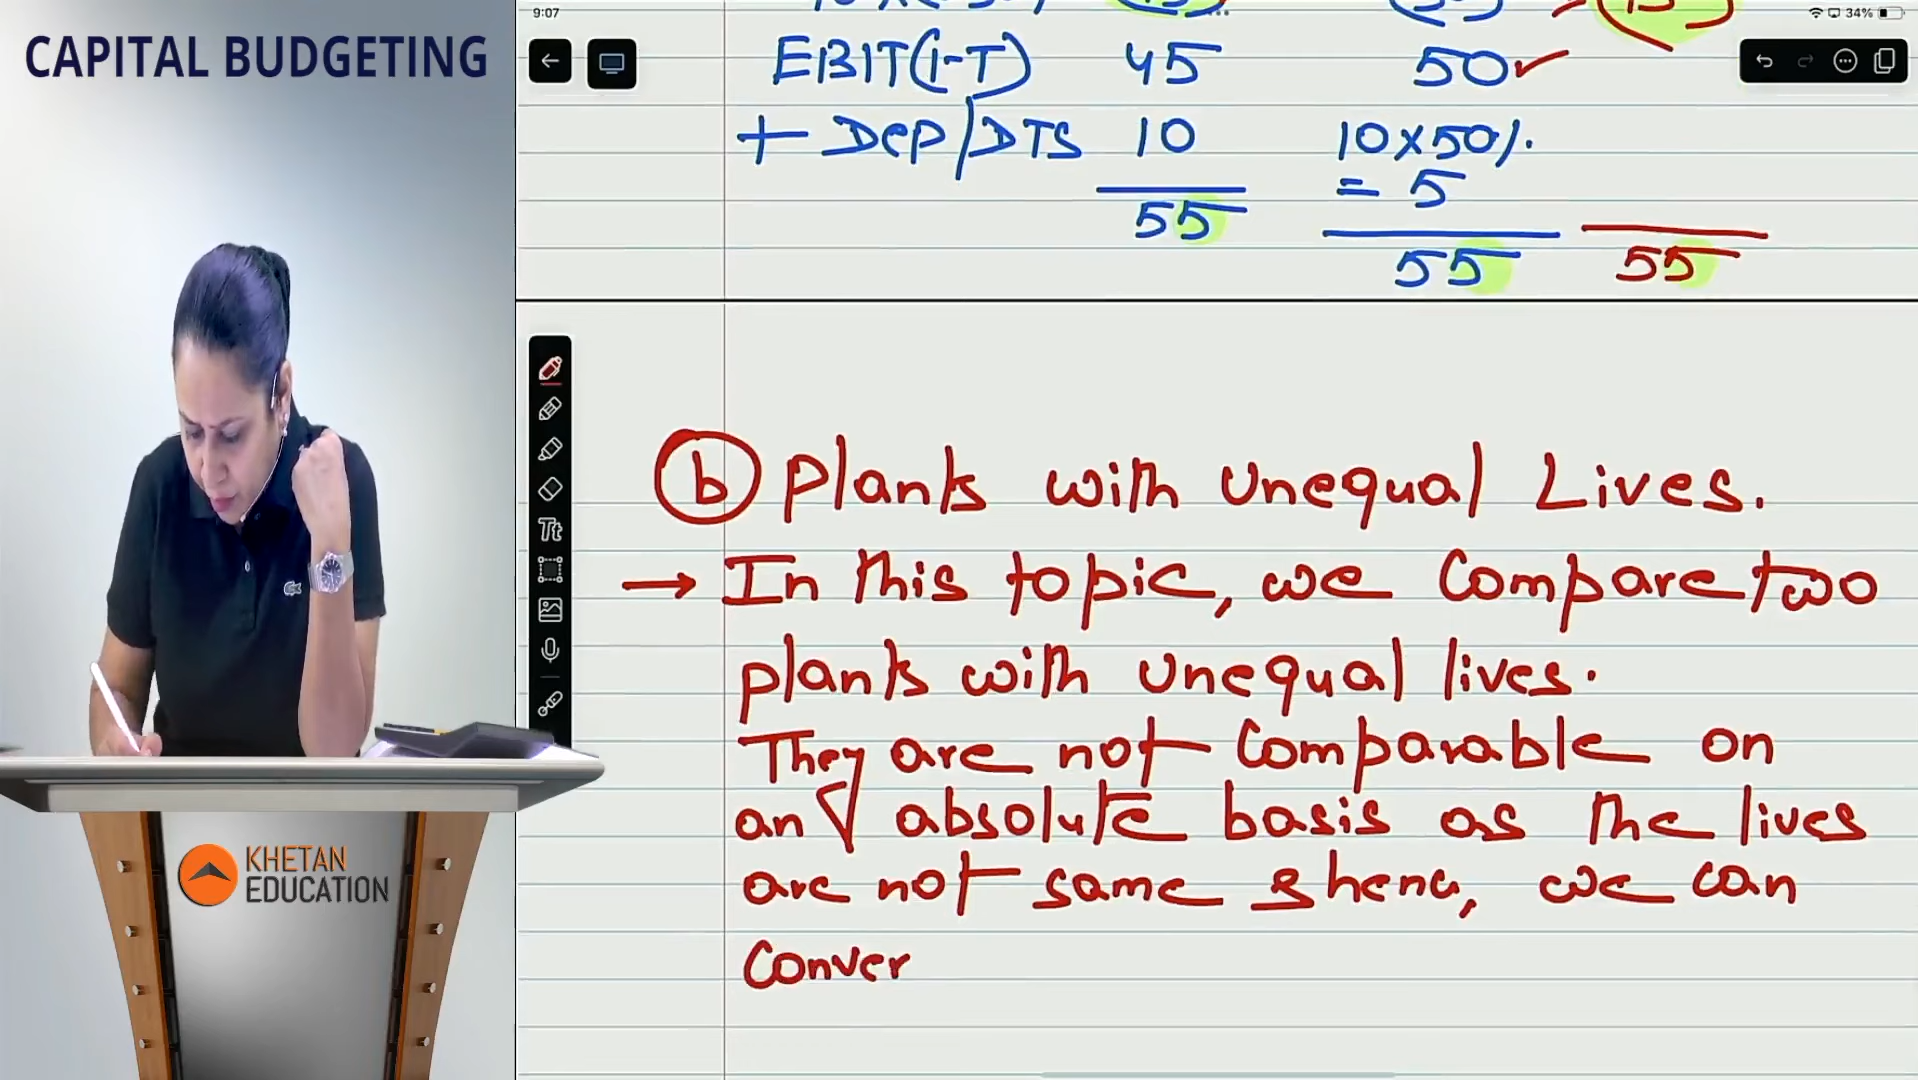 9:07
34%
CAPITAL BUDGETING
EBIT(1-T) 45 50
+ Dep/DTS 10 10x50%.
= 5
55
55 55
b Plants with Unequal Lives.
→ In this topic, we Compare two
plants with Unequal lives.
They are not Comparable on
an absolute basis as the lives
are not same & hence, we can
Conver
Tt
KHETAN
EDUCATION